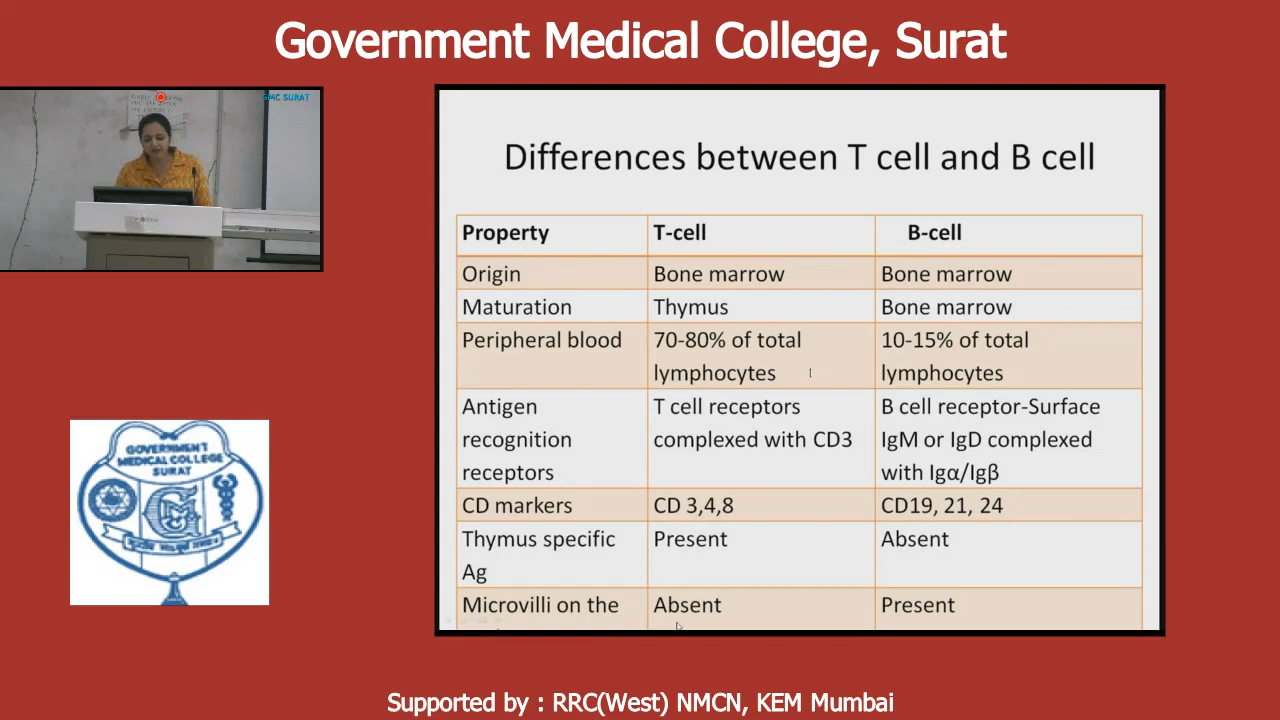 Government Medical College, Surat
GMC SURAT
Differences between T cell and B cell
Property T-cell B-cell
Origin Bone marrow Bone marrow
Maturation Thymus Bone marrow
Peripheral blood 70-80% of total 10-15% of total
lymphocytes lymphocytes
Antigen T cell receptors B cell receptor-Surface
recognition complexed with CD3 IgM or IgD complexed
receptors with Igα/Igβ
CD markers CD 3,4,8 CD19, 21, 24
Thymus specific Present Absent
Ag
Microvilli on the Absent Present
GOVERNMENT
MEDICAL COLLEGE
SURAT
Supported by : RRC(West) NMCN, KEM Mumbai